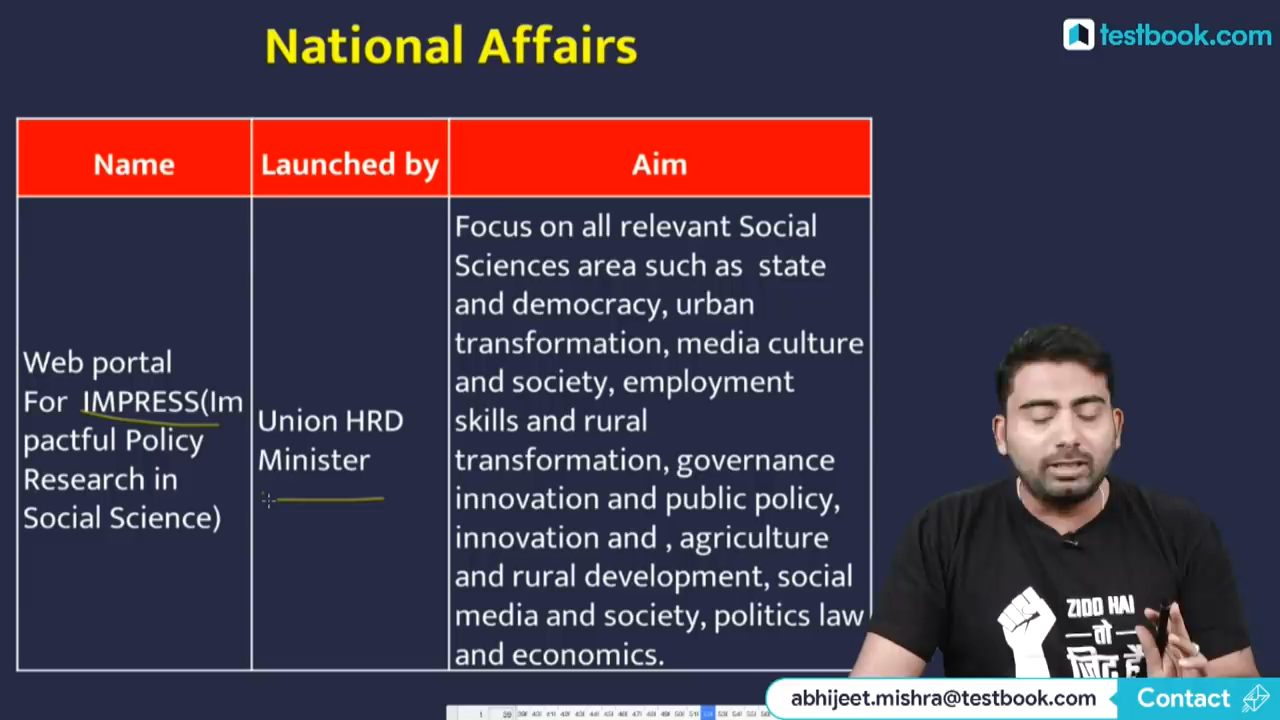 National Affairs
testbook.com
Name
Launched by
Aim
Web portal
For IMPRESS(Im
pactful Policy
Research in
Social Science)
Union HRD
Minister
Focus on all relevant Social
Sciences area such as state
and democracy, urban
transformation, media culture
and society, employment
skills and rural
transformation, governance
innovation and public policy,
innovation and , agriculture
and rural development, social
media and society, politics law
and economics.
ZIDD HAI
तो
ज़िद है
abhijeet.mishra@testbook.com
Contact